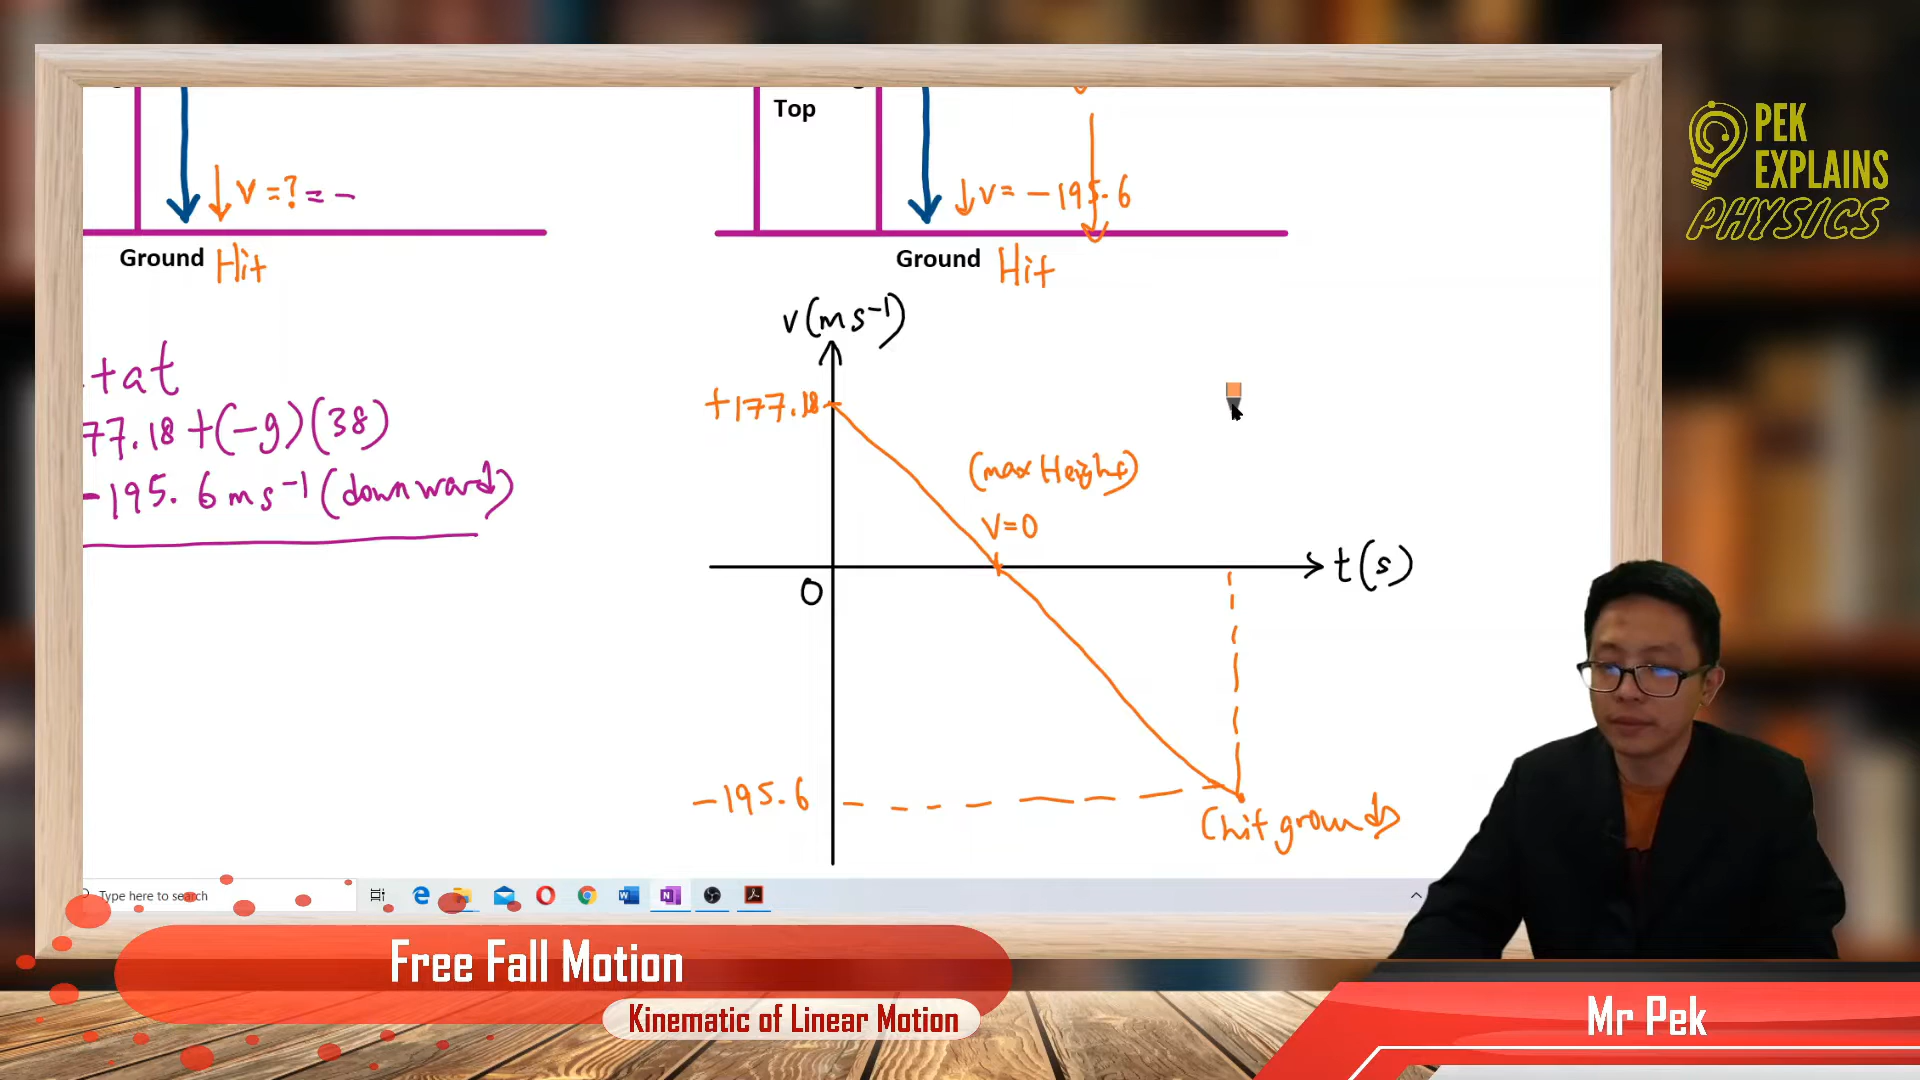 Top
v = ? = -
v = -195.6
Ground Hit
Ground Hit
+at
77.18 + (-g)(38)
-195.6 ms⁻¹ (downward)
v(ms⁻¹)
+177.18
(max Height)
v=0
0
t(s)
-195.6
(hit ground)
PEK
EXPLAINS
PHYSICS
Type here to search
Free Fall Motion
Kinematic of Linear Motion
Mr Pek